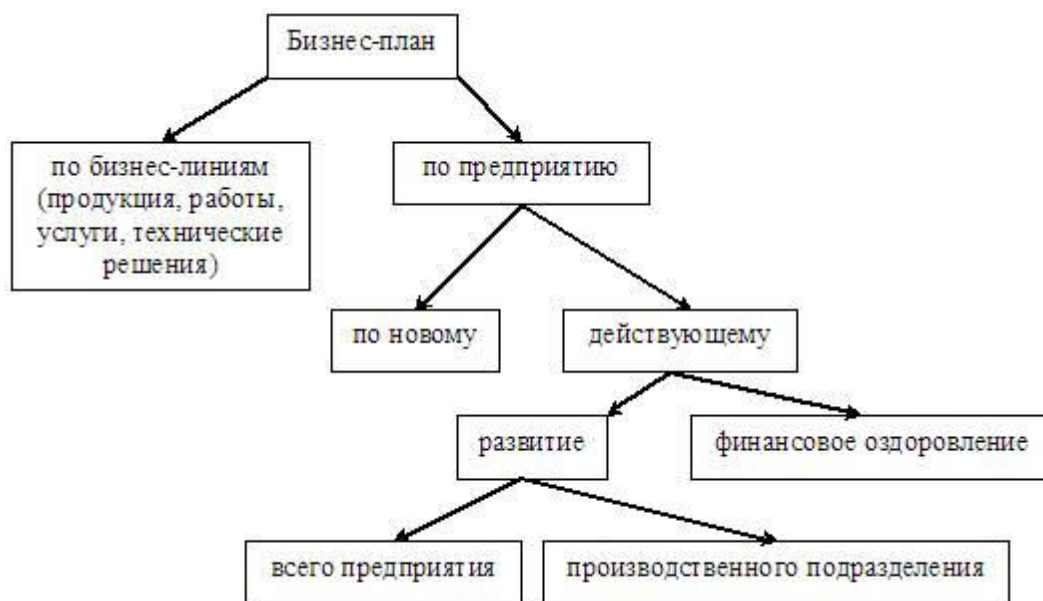 Бизнес-план
по бизнес-линиям
(продукция, работы,
услуги, технические
решения)
по предприятию
по новому
действующему
развитие
финансовое оздоровление
всего предприятия
производственного подразделения